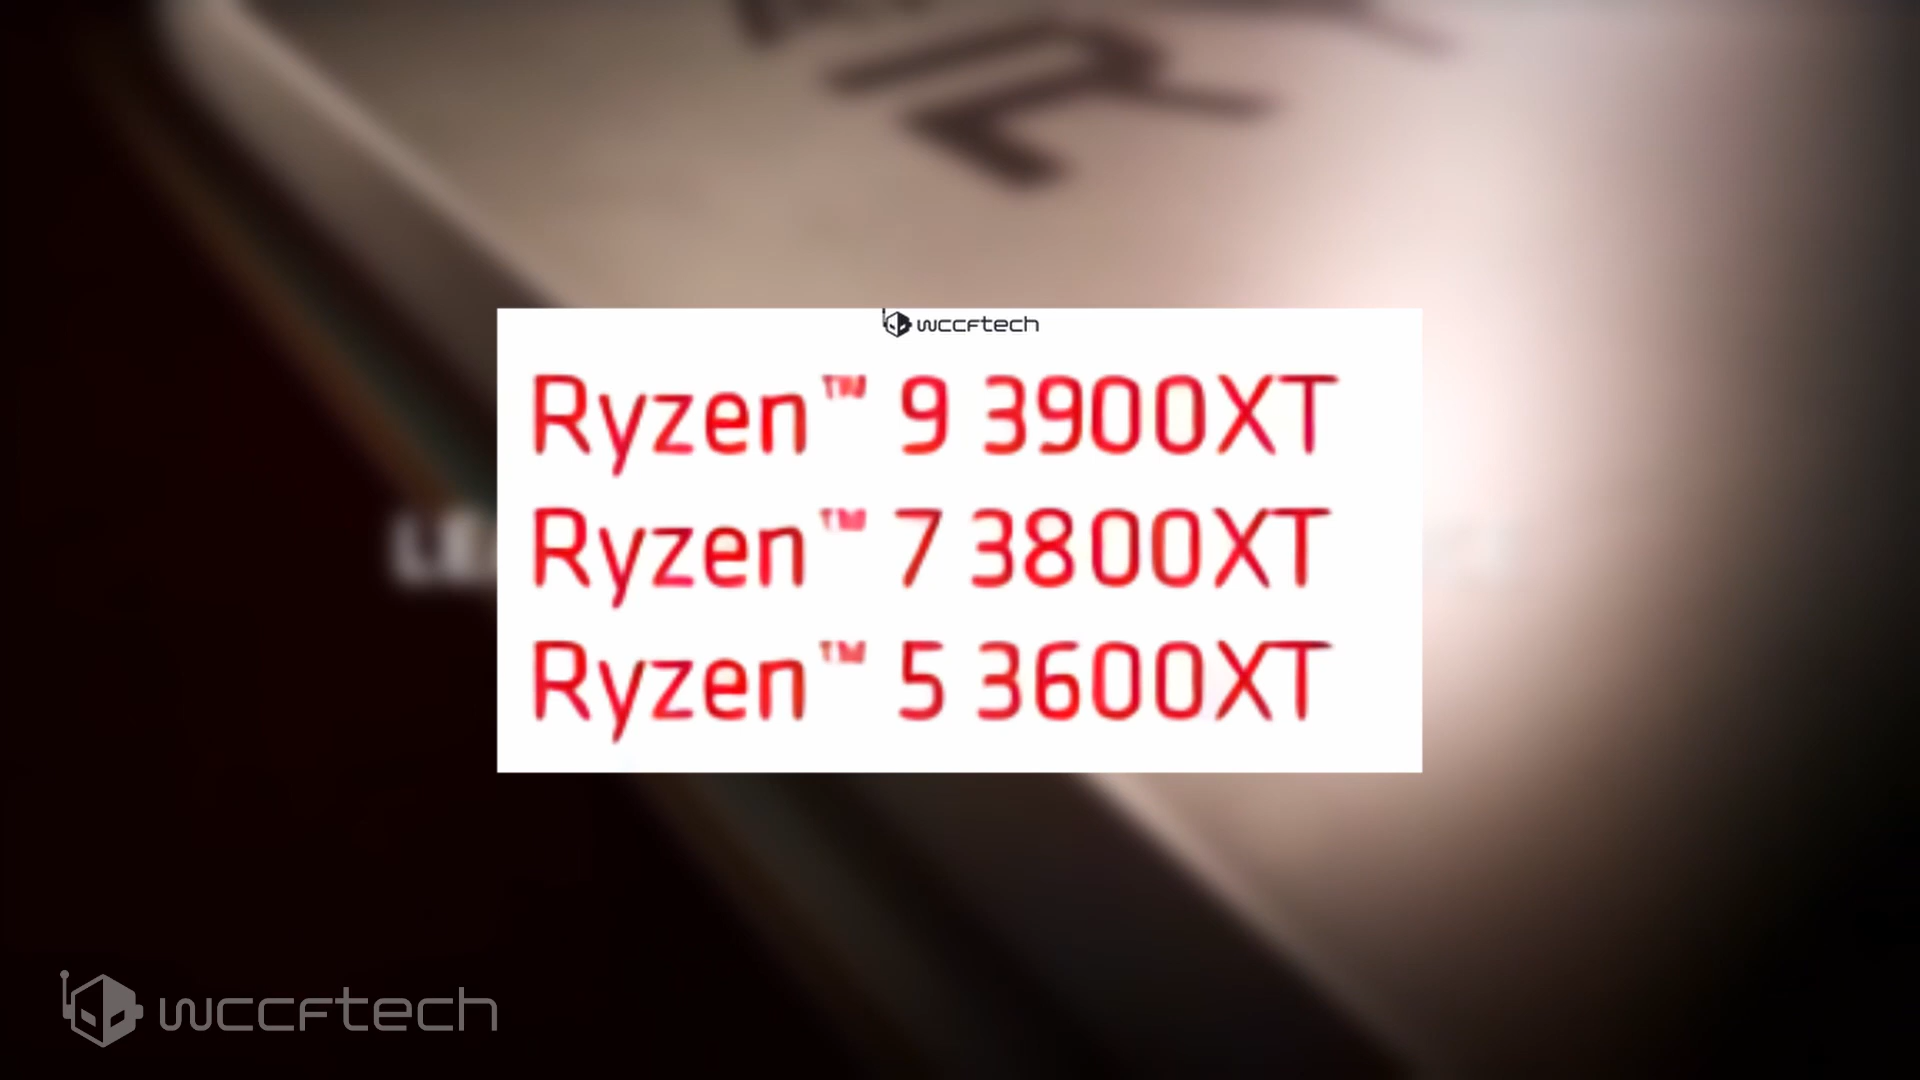 wccftech
Ryzen™ 9 3900XT
Ryzen™ 7 3800XT
Ryzen™ 5 3600XT
wccftech